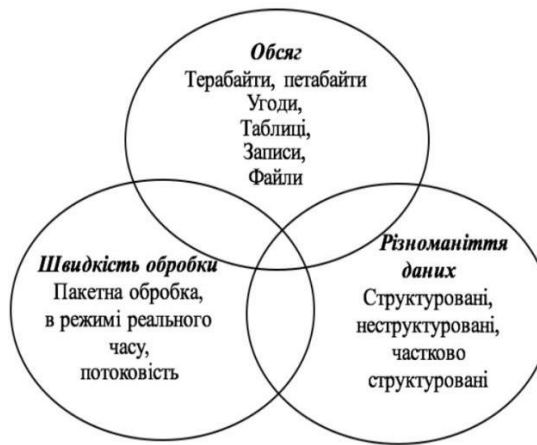 Обсяг
Терабайти, петабайти
Угоди,
Таблиці,
Записи,
Файли
Швидкість обробки
Пакетна обробка,
в режимі реального
часу,
потоковість
Різноманіття
даних
Структуровані,
неструктуровані,
частково
структуровані